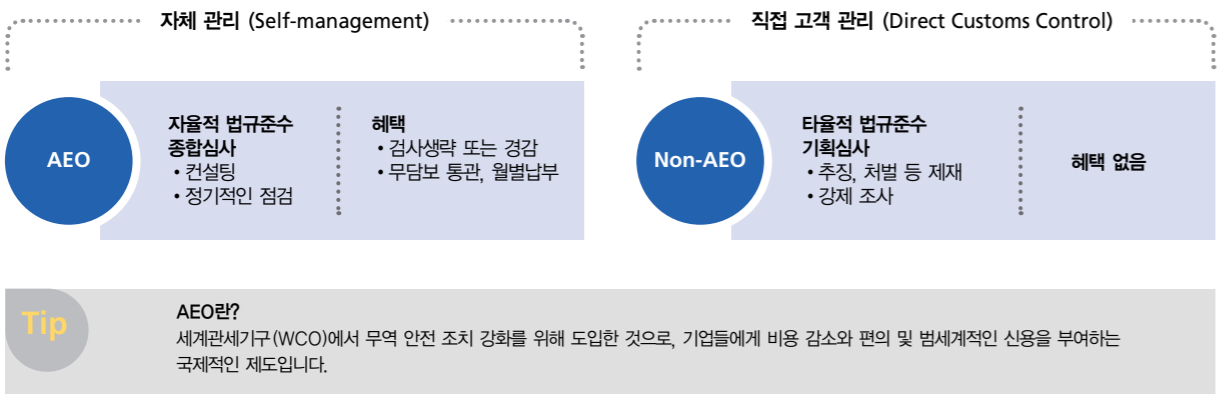 자체 관리 (Self-management)
AEO
자율적 법규준수
종합심사
• 컨설팅
• 정기적인 점검
혜택
• 검사생략 또는 경감
• 무담보 통관, 월별납부
직접 고객 관리 (Direct Customs Control)
Non-AEO
타율적 법규준수
기획심사
• 추징, 처벌 등 제재
• 강제 조사
혜택 없음
Tip
AEO란?
세계관세기구(WCO)에서 무역 안전 조치 강화를 위해 도입한 것으로, 기업들에게 비용 감소와 편의 및 범세계적인 신용을 부여하는
국제적인 제도입니다.